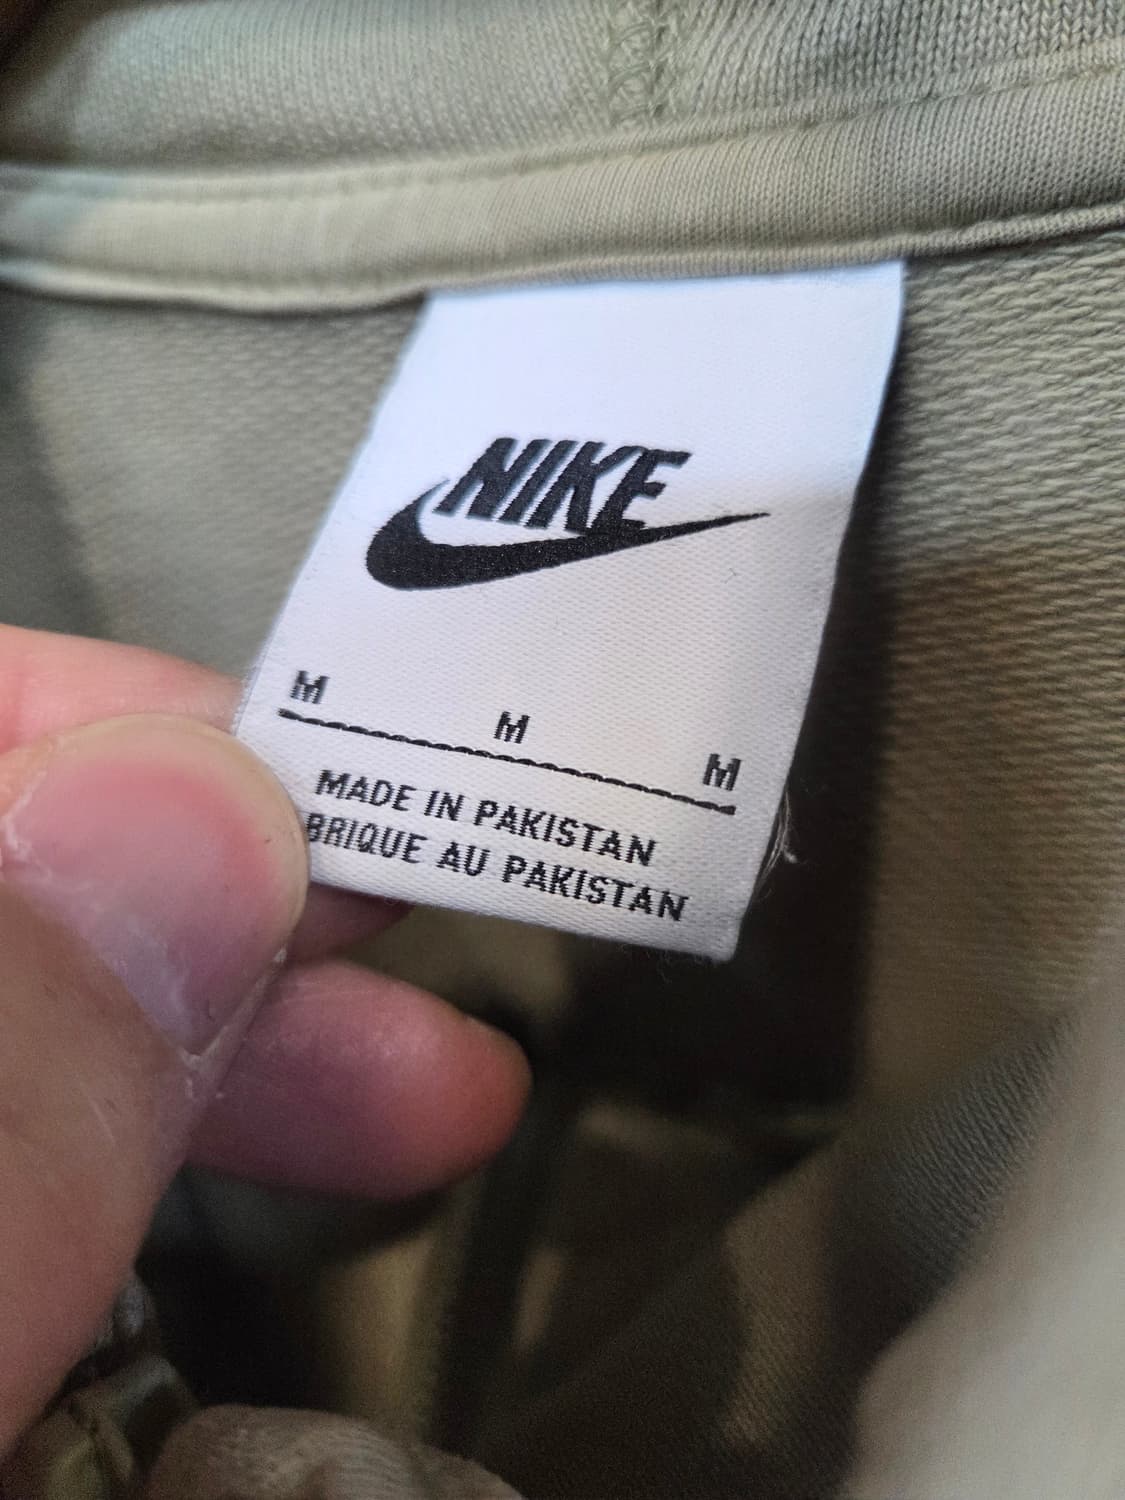 NIKE
M M M
MADE IN PAKISTAN
BRIQUE AU PAKISTAN